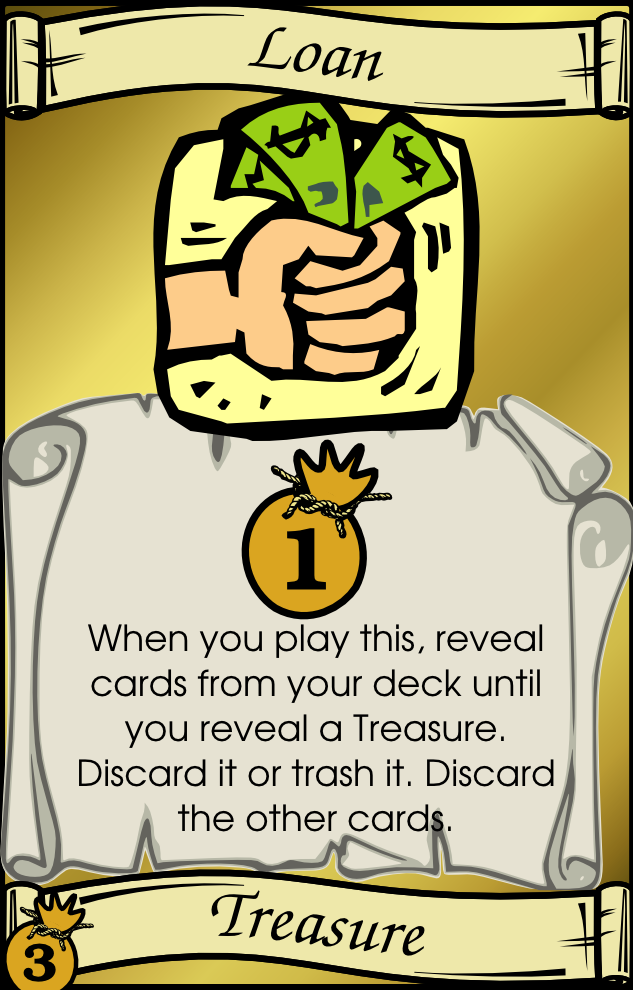 Loan
$ $
1
When you play this, reveal
cards from your deck until
you reveal a Treasure.
Discard it or trash it. Discard
the other cards.
Treasure
3